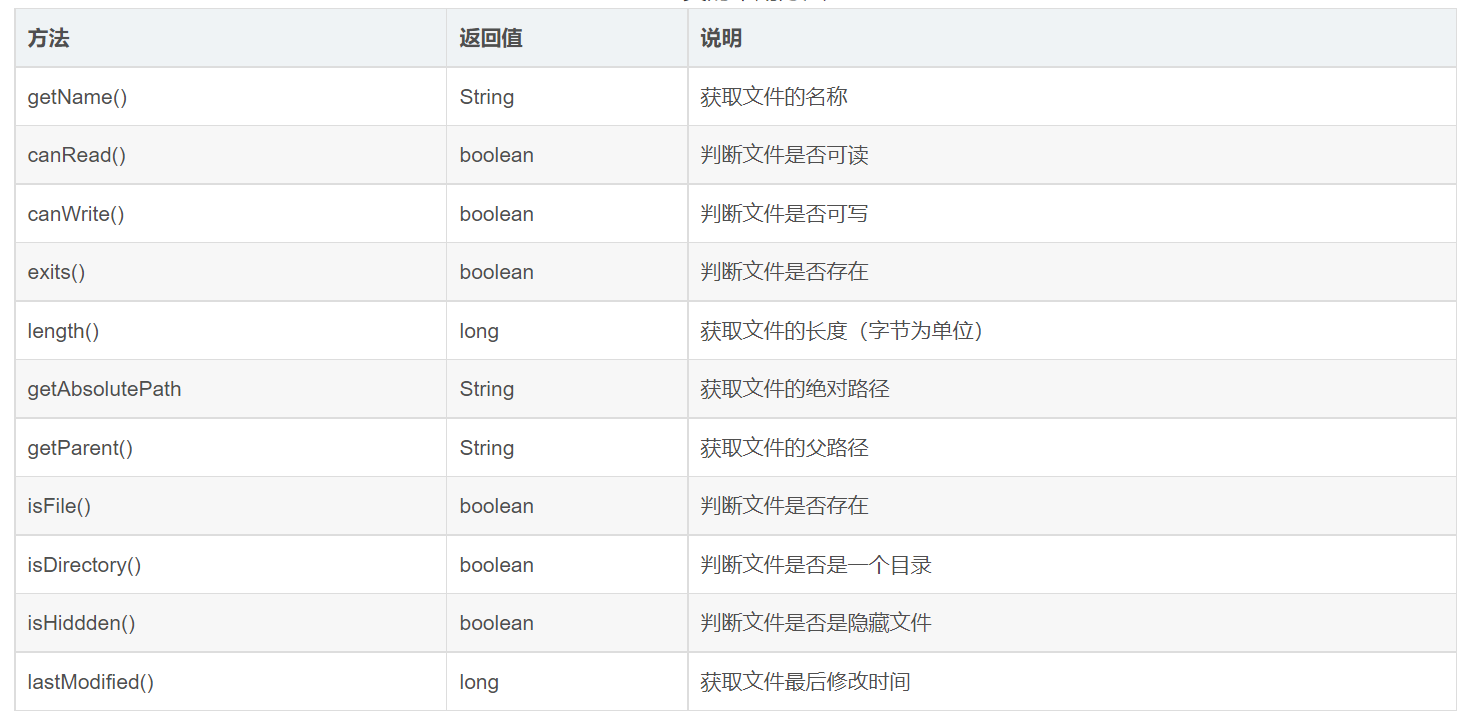 方法 返回值 说明
getName() String 获取文件的名称
canRead() boolean 判断文件是否可读
canWrite() boolean 判断文件是否可写
exits() boolean 判断文件是否存在
length() long 获取文件的长度（字节为单位）
getAbsolutePath String 获取文件的绝对路径
getParent() String 获取文件的父路径
isFile() boolean 判断文件是否存在
isDirectory() boolean 判断文件是否是一个目录
isHiddden() boolean 判断文件是否是隐藏文件
lastModified() long 获取文件最后修改时间